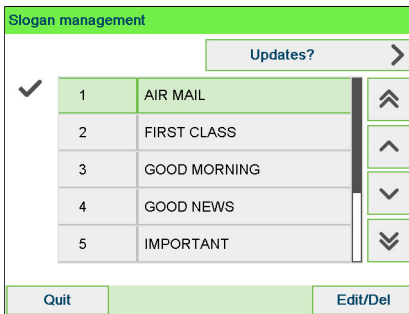 Slogan management
Updates?
1 AIR MAIL
2 FIRST CLASS
3 GOOD MORNING
4 GOOD NEWS
5 IMPORTANT
Quit Edit/Del